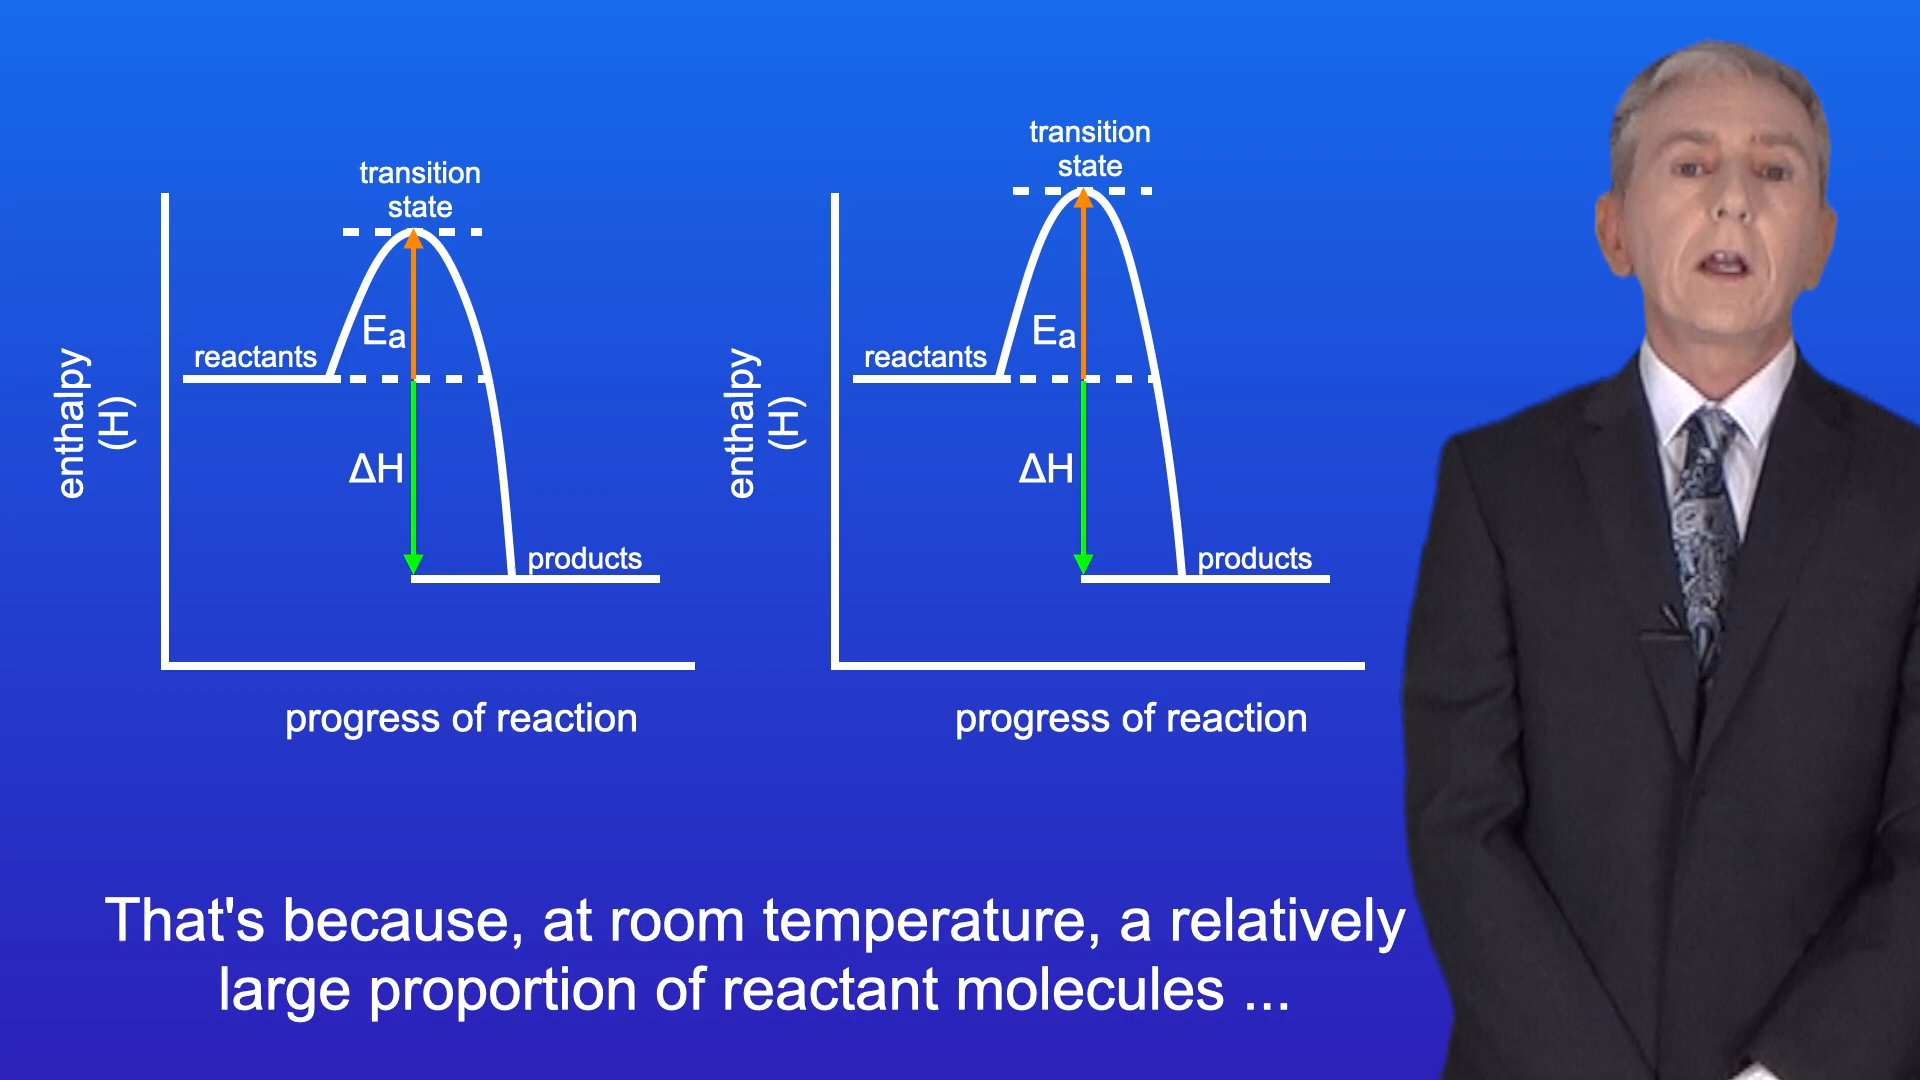 transition
state
Ea
reactants
ΔH
products
enthalpy
(H)
progress of reaction
transition
state
Ea
reactants
ΔH
products
enthalpy
(H)
progress of reaction
That's because, at room temperature, a relatively
large proportion of reactant molecules ...